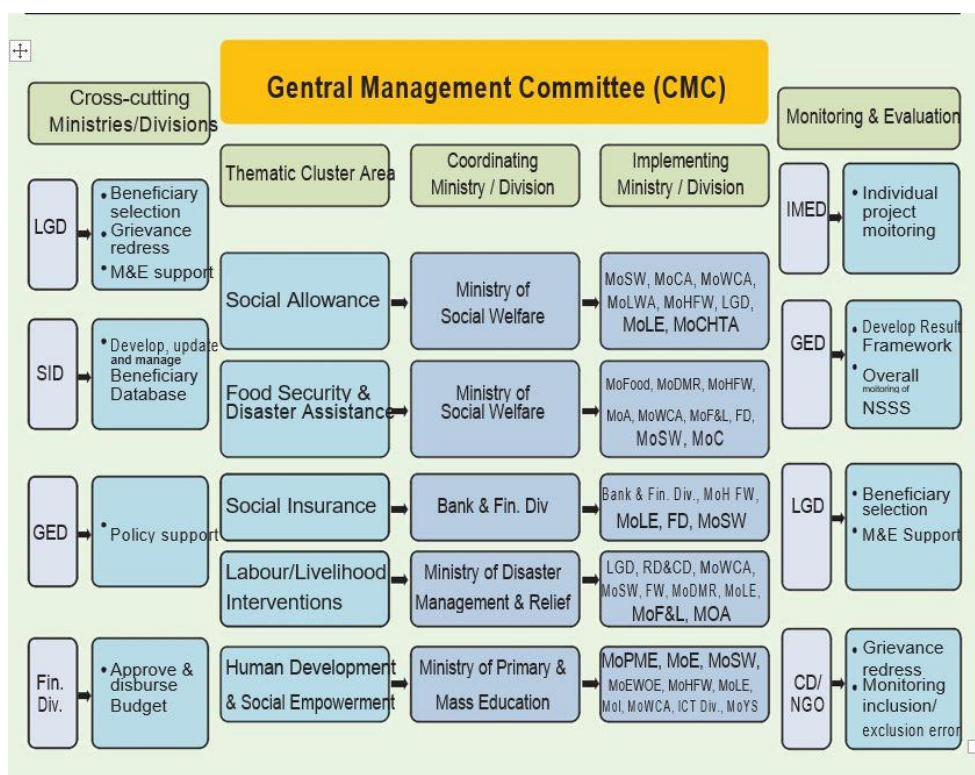 Gentral Management Committee (CMC)
Cross-cutting
Ministries/Divisions
LGD
• Beneficiary
selection
• Grievance
redress
• M&E support
SID
• Develop, update
and manage
Beneficiary
Database
GED
• Policy support
Fin.
Div.
• Approve &
disburse
Budget
Thematic Cluster Area
Coordinating
Ministry / Division
Implementing
Ministry / Division
Social Allowance
Ministry of
Social Welfare
MoSW, MoCA, MoWCA,
MoLWA, MoHFW, LGD,
MoLE, MoCHTA
Food Security &
Disaster Assistance
Ministry of
Social Welfare
MoFood, MoDMR, MoHFW,
MoA, MoWCA, MoF&L, FD,
MoSW, MoC
Social Insurance
Bank & Fin. Div
Bank & Fin. Div., MoH FW,
MoLE, FD, MoSW
Labour/Livelihood
Interventions
Ministry of Disaster
Management & Relief
LGD, RD&CD, MoWCA,
MoSW, FW, MoDMR, MoLE,
MoF&L, MOA
Human Development
& Social Empowerment
Ministry of Primary &
Mass Education
MoPME, MoE, MoSW,
MoEWOE, MoHFW, MoLE,
MoI, MoWCA, ICT Div., MoYS
Monitoring & Evaluation
IMED
• Individual
project
moitoring
GED
• Develop Result
Framework
• Overall
moitoring of
NSSS
LGD
• Beneficiary
selection
• M&E Support
CD/
NGO
• Grievance
redress
• Monitoring
inclusion/
exclusion error